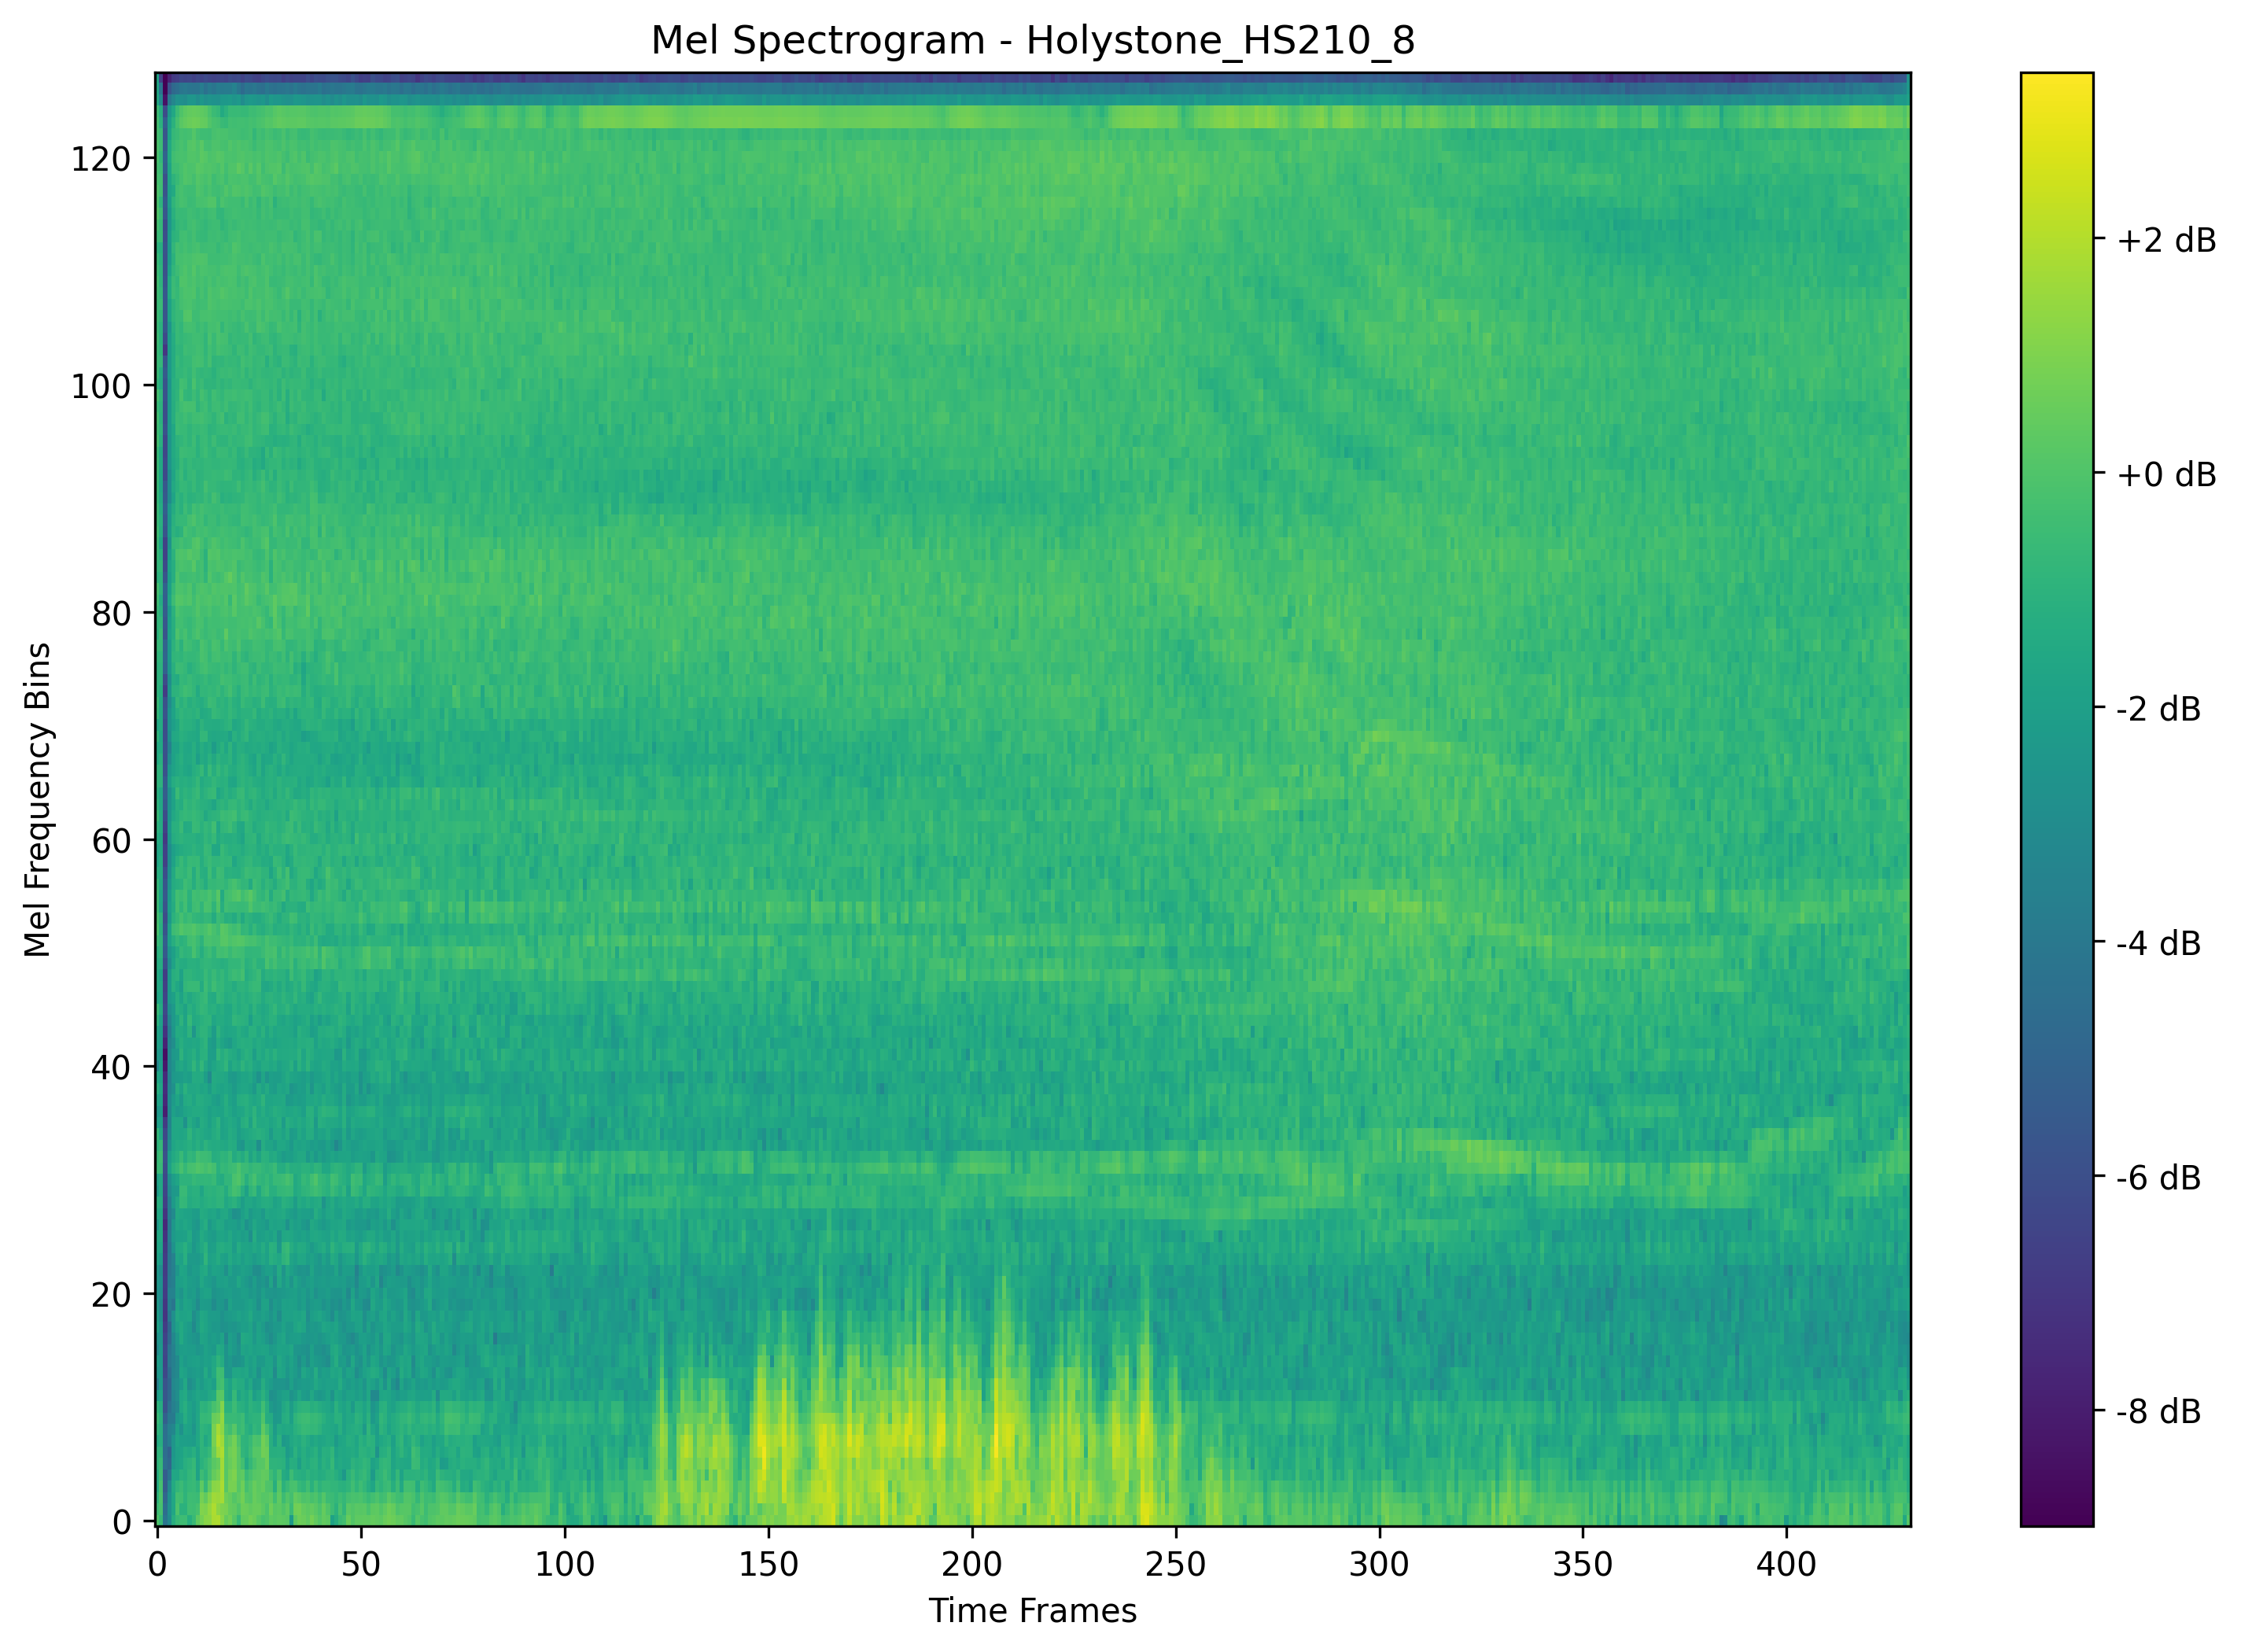 Mel Spectrogram - Holystone_HS210_8
Mel Frequency Bins
120
100
80
60
40
20
0
0 50 100 150 200 250 300 350 400
Time Frames
+2 dB
+0 dB
-2 dB
-4 dB
-6 dB
-8 dB